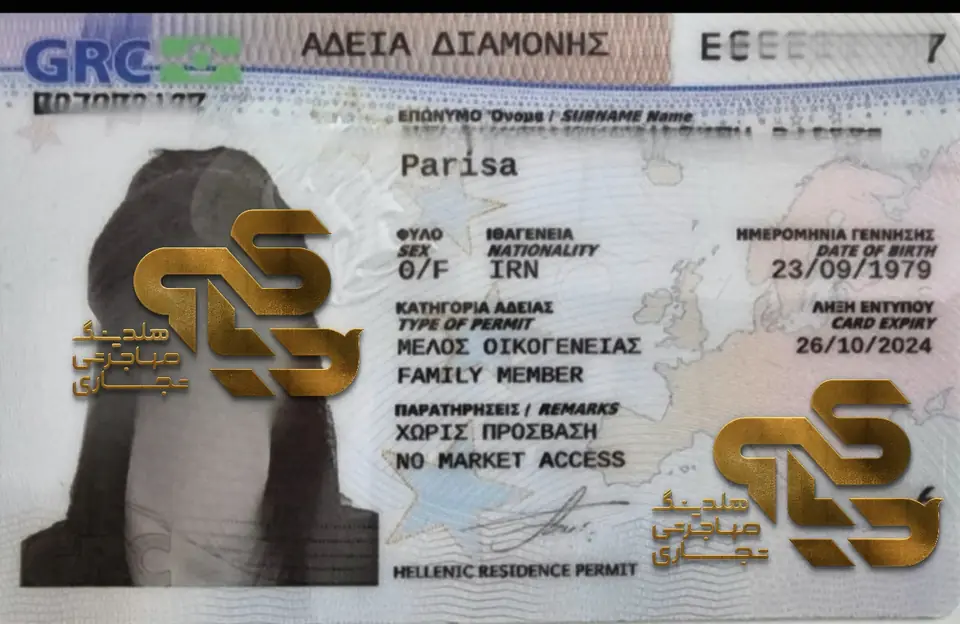 GRC ΑΔΕΙΑ ΔΙΑΜΟΝΗΣ
ΕΠΩΝΥΜΟ Όνομα / SURNAME Name
Parisa
ΦΥΛΟ ΙΘΑΓΕΝΕΙΑ ΗΜΕΡΟΜΗΝΙΑ ΓΕΝΝΗΣΗΣ
SEX NATIONALITY DATE OF BIRTH
Θ/F IRN 23/09/1979
ΚΑΤΗΓΟΡΙΑ ΑΔΕΙΑΣ ΛΗΞΗ ΕΝΤΥΠΟΥ
TYPE OF PERMIT CARD EXPIRY
ΜΕΛΟΣ ΟΙΚΟΓΕΝΕΙΑΣ 26/10/2024
FAMILY MEMBER
ΠΑΡΑΤΗΡΗΣΕΙΣ / REMARKS
ΧΩΡΙΣ ΠΡΟΣΒΑΣΗ
NO MARKET ACCESS
HELLENIC RESIDENCE PERMIT
هلدینگ
مهاجرتی
عجاری
هلدینگ
مهاجرتی
عجاری